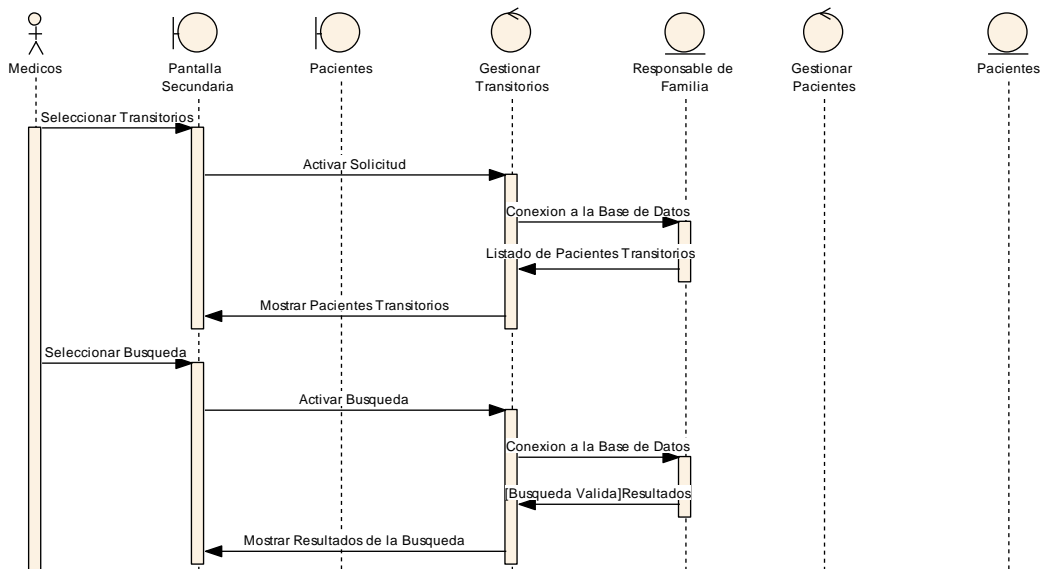 Medicos
Pantalla
Secundaria
Pacientes
Gestionar
Transitorios
Responsable de
Familia
Gestionar
Pacientes
Pacientes
Seleccionar Transitorios
Activar Solicitud
Conexion a la Base de Datos
Listado de Pacientes Transitorios
Mostrar Pacientes Transitorios
Seleccionar Busqueda
Activar Busqueda
Conexion a la Base de Datos
[Busqueda Valida]Resultados
Mostrar Resultados de la Busqueda